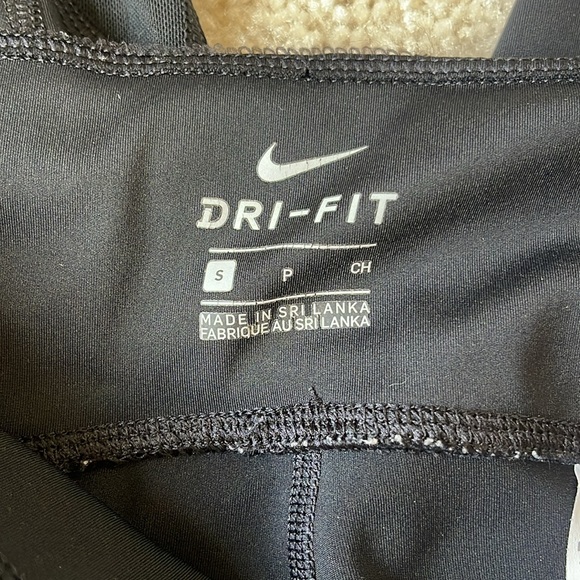 DRI-FIT
S P CH
MADE IN SRI LANKA
FABRIQUE AU SRI LANKA